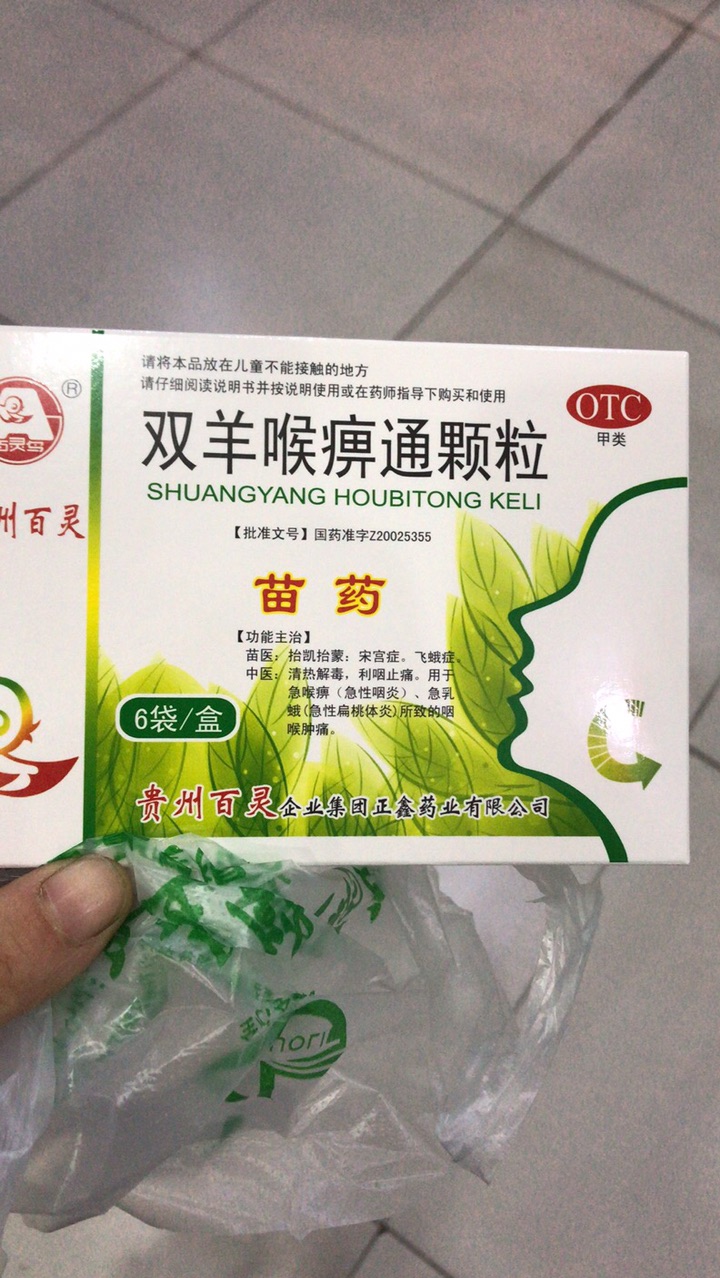 请将本品放在儿童不能接触的地方
请仔细阅读说明书并按说明使用或在药师指导下购买和使用
OTC
甲类
®
双羊喉痹通颗粒
SHUANGYANG HOUBITONG KELI
州百灵
【批准文号】国药准字Z20025355
苗药
【功能主治】
苗医：抬凯抬蒙：宋宫症。飞蛾症。
中医：清热解毒，利咽止痛。用于
急喉痹（急性咽炎）、急乳
蛾(急性扁桃体炎)所致的咽
喉肿痛。
6袋/盒
贵州百灵企业集团正鑫药业有限公司